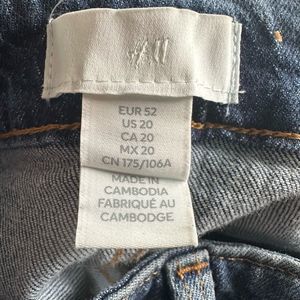 H&M
EUR 52
US 20
CA 20
MX 20
CN 175/106A
MADE IN
CAMBODIA
FABRIQUÉ AU
CAMBODGE